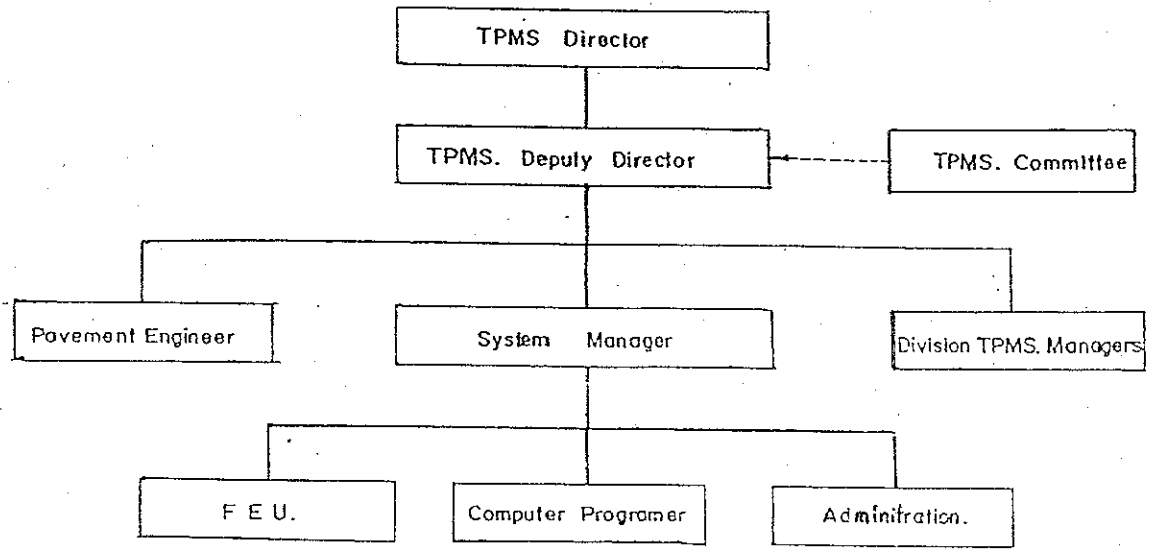 TPMS Director
TPMS. Deputy Director
TPMS. Committee
Pavement Engineer
System Manager
Division TPMS. Managers
F E U.
Computer Programer
Adminitration.